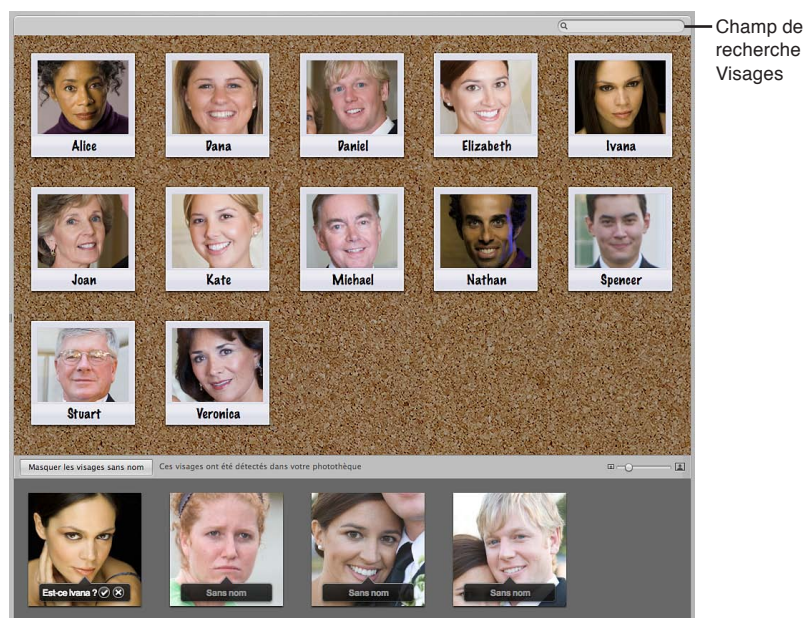 Champ de
recherche
Visages
Alice
Dana
Daniel
Elizabeth
Ivana
Joan
Kate
Michael
Nathan
Spencer
Stuart
Veronica
Masquer les visages sans nom
Ces visages ont été détectés dans votre photothèque
Est-ce Ivana ?
Sans nom
Sans nom
Sans nom